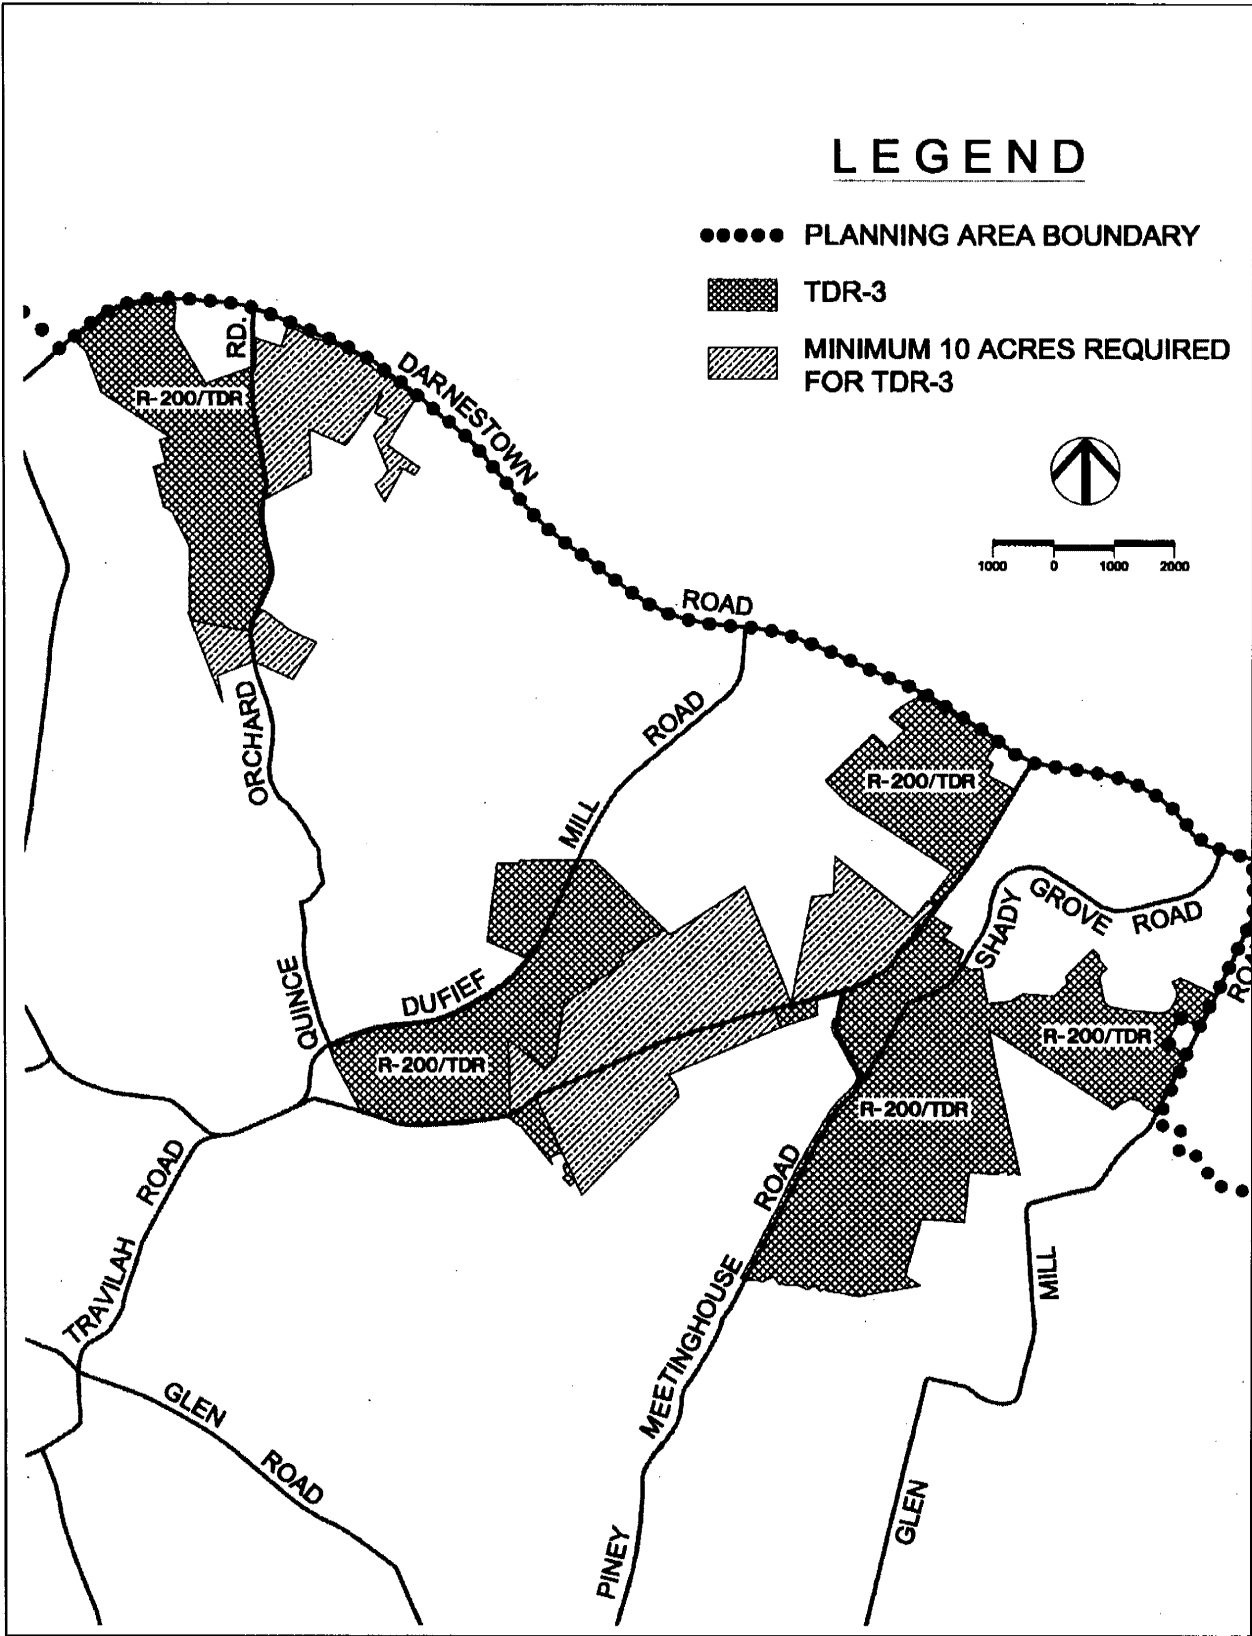 LEGEND
PLANNING AREA BOUNDARY
TDR-3
MINIMUM 10 ACRES REQUIRED
FOR TDR-3
1000 0 1000 2000
RD.
R-200/TDR
DARNESTOWN
ROAD
ORCHARD
ROAD
MILL
R-200/TDR
SHADY
GROVE
ROAD
QUINCE
DUFIEF
R-200/TDR
R-200/TDR
R-200/TDR
ROAD
TRAVILAH
ROAD
MEETINGHOUSE
PINEY
MILL
GLEN
GLEN
ROAD